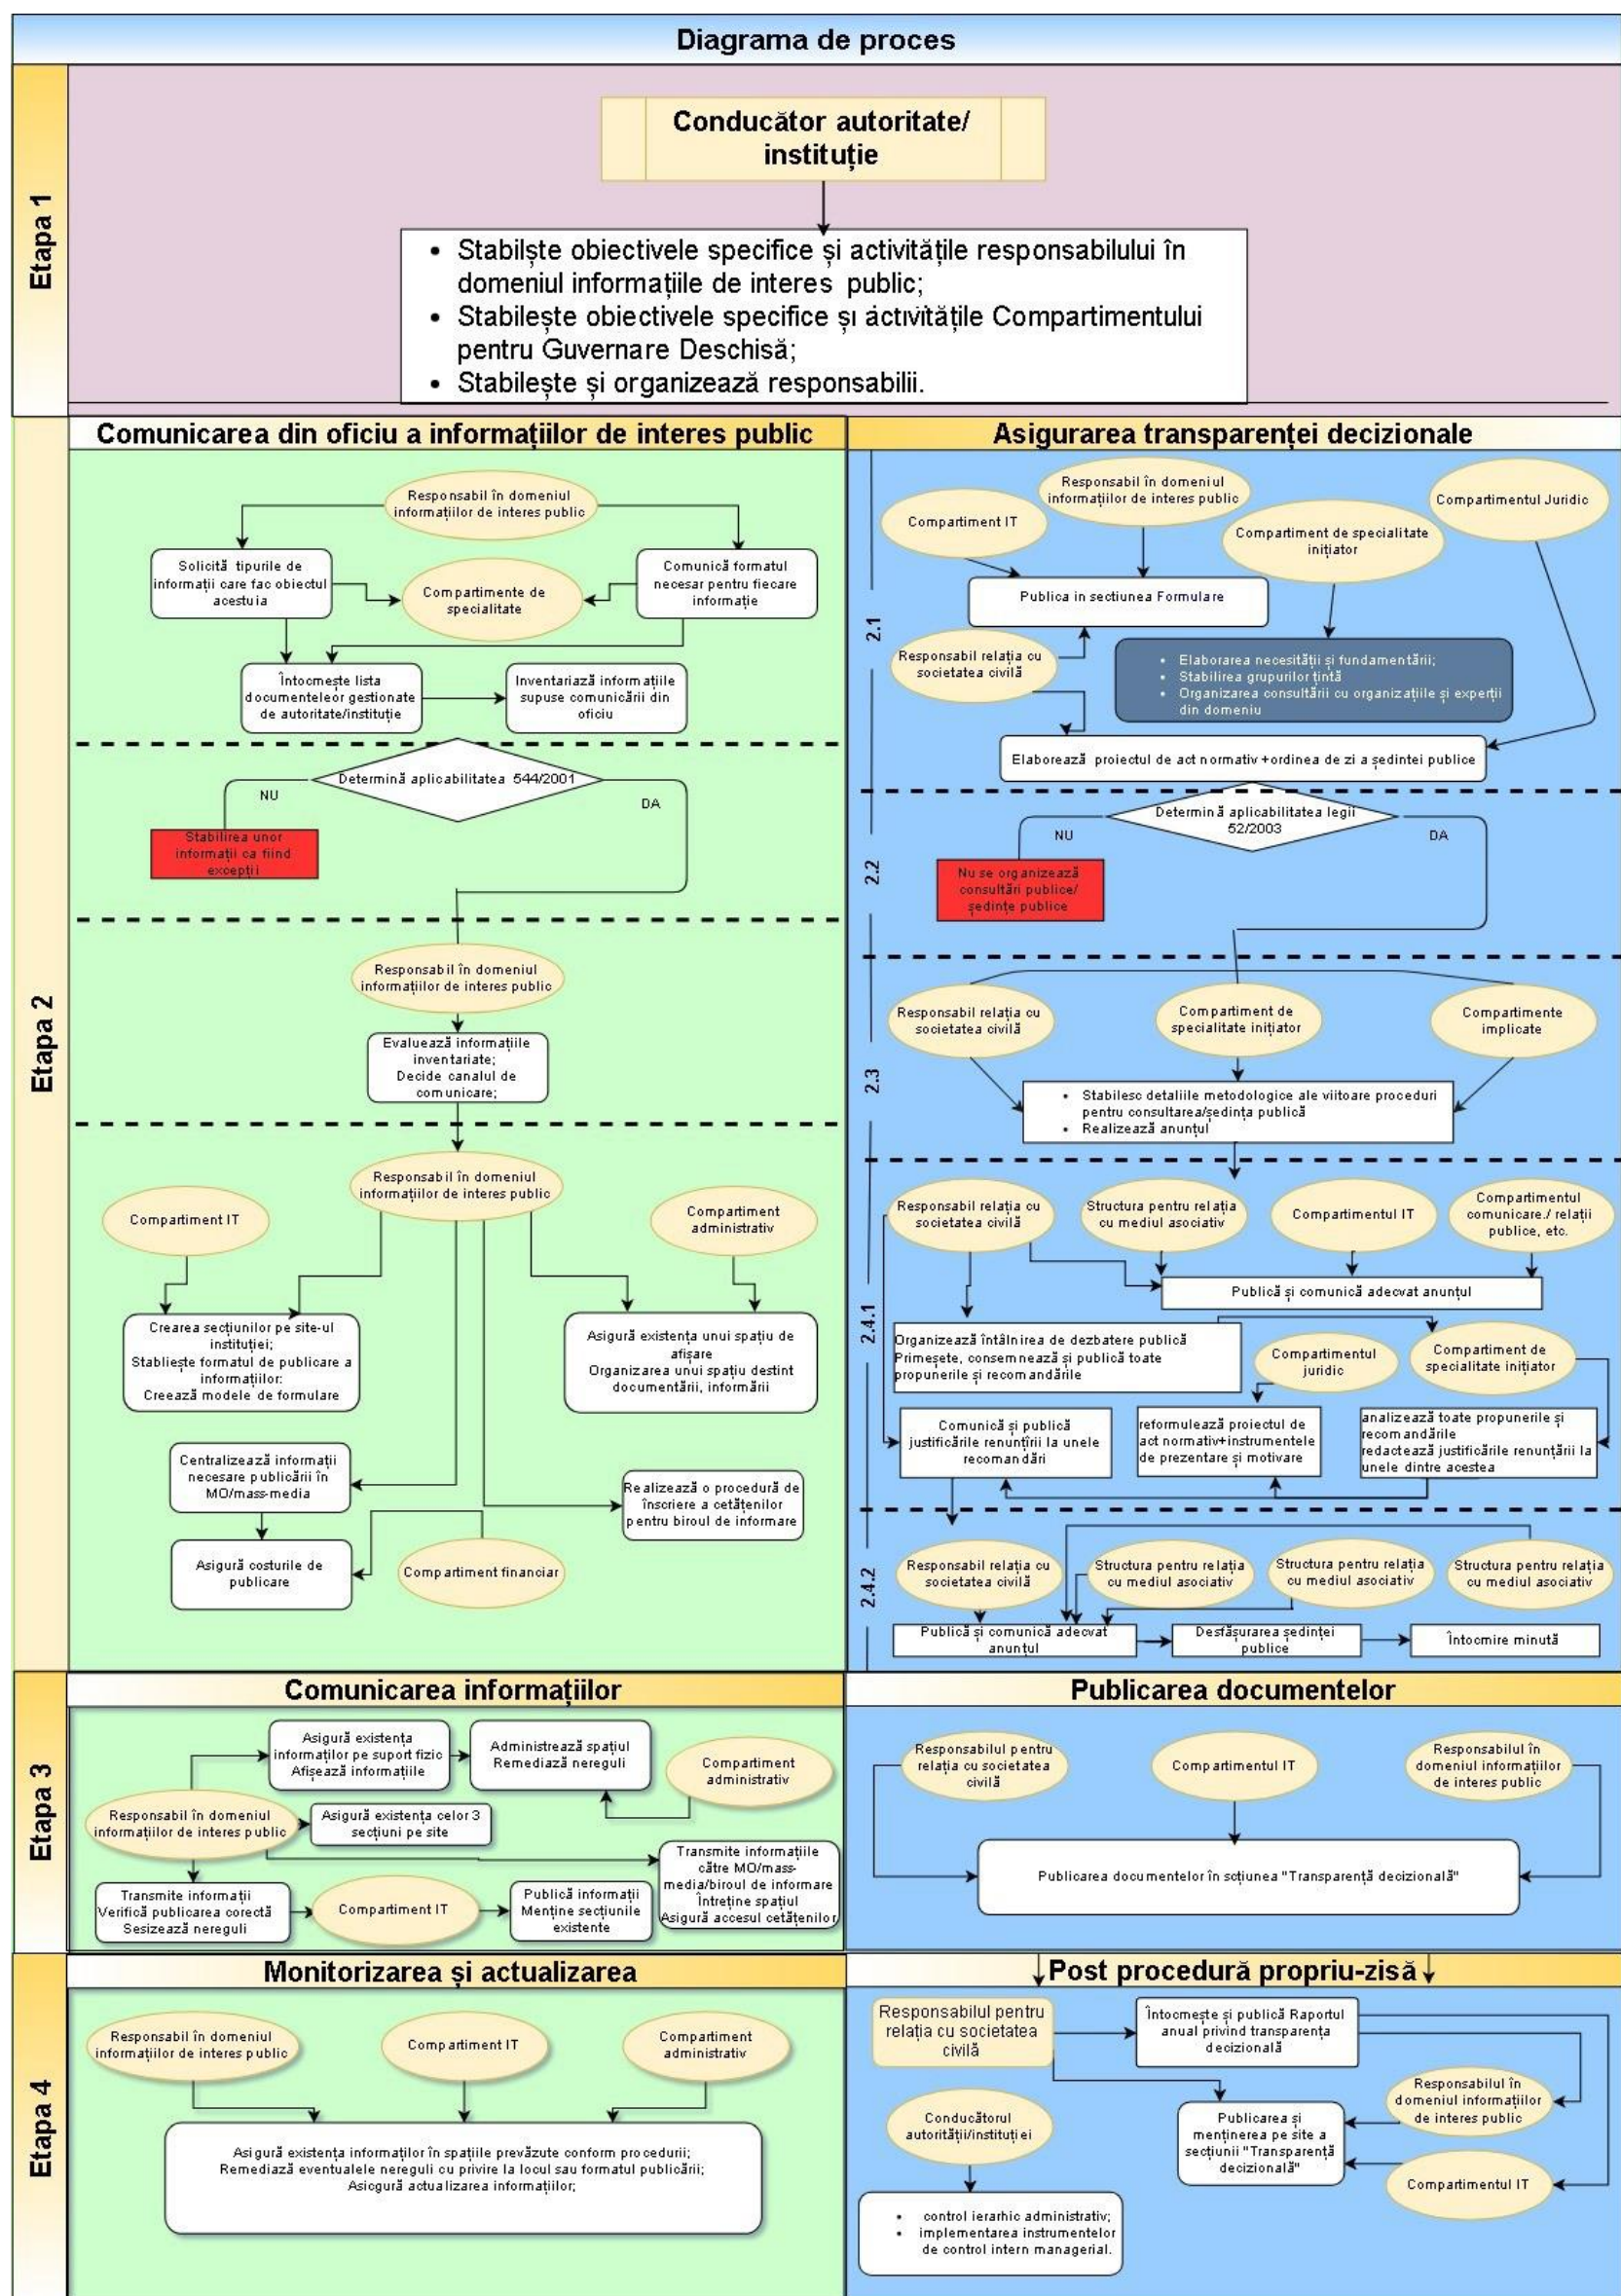 Diagrama de proces
Etapa 1
Conducător autoritate/
instituție
• Stabilște obiectivele specifice și activitățile responsabilului în
domeniul informațiile de interes public;
• Stabilește obiectivele specifice și activitățile Compartimentului
pentru Guvernare Deschisă;
• Stabilește și organizează responsabilii.
Etapa 2
Comunicarea din oficiu a informațiilor de interes public
Responsabil în domeniul
informațiilor de interes public
Solicită tipurile de
informații care fac obiectul
acestuia
Compartimente de
specialitate
Comunică formatul
necesar pentru fiecare
informație
Întocmește lista
documenteleor gestionate
de autoritate/instituție
Inventariază informațiile
supuse comunicării din
oficiu
Determină aplicabilitatea 544/2001
NU
DA
Stabilirea unor
informații ca fiind
excepții
Responsabil în domeniul
informațiilor de interes public
Evaluează informațiile
inventariate;
Decide canalul de
comunicare;
Responsabil în domeniul
informațiilor de interes public
Compartiment IT
Compartiment
administrativ
Crearea secțiunilor pe site-ul
instituției;
Stabliește formatul de publicare a
informațiilor:
Creează modele de formulare
Asigură existența unui spațiu de
afișare
Organizarea unui spațiu destint
documentării, informării
Centralizează informații
necesare publicării în
MO/mass-media
Realizează o procedură de
înscriere a cetățenilor
pentru biroul de informare
Asigură costurile de
publicare
Compartiment financiar
Asigurarea transparenței decizionale
2.1
Compartiment IT
Responsabil în domeniul
informațiilor de interes public
Compartiment de specialitate
inițiator
Compartimentul Juridic
Publica in sectiunea Formulare
Responsabil relația cu
societatea civilă
• Elaborarea necesității și fundamentării;
• Stabilirea grupurilor țintă
• Organizarea consultării cu organizațiile și experții
din domeniu
Elaborează proiectul de act normativ +ordinea de zi a ședintei publice
2.2
Determină aplicabilitatea legii
52/2003
NU
DA
Nu se organizează
consultări publice/
ședințe publice
2.3
Responsabil relația cu
societatea civilă
Compartiment de
specialitate inițiator
Compartimente
implicate
• Stabilesc detaliile metodologice ale viitoare proceduri
pentru consultarea/ședința publică
• Realizează anunțul
2.4.1
Responsabil relația cu
societatea civilă
Structura pentru relația
cu mediul asociativ
Compartimentul IT
Compartimentul
comunicare./ relații
publice, etc.
Publică și comunică adecvat anunțul
Organizează întâlnirea de dezbatere publică
Primeșete, consemnează și publică toate
propunerile și recomandările
Compartimentul
juridic
Compartiment de
specialitate inițiator
Comunică și publică
justificările renunțîrii la unele
recomandări
reformulează proiectul de
act normativ+instrumentele
de prezentare și motivare
analizează toate propunerile și
recomandările
redactează justificările renunțării la
unele dintre acestea
2.4.2
Responsabil relația cu
societatea civilă
Structura pentru relația
cu mediul asociativ
Structura pentru relația
cu mediul asociativ
Structura pentru relația
cu mediul asociativ
Publică și comunică adecvat
anunțul
Desfășurarea ședinței
publice
Întocmire minută
Etapa 3
Comunicarea informațiilor
Asigură existența
informaților pe suport fizic
Afișează informațiile
Administrează spațiul
Remediază nereguli
Compartiment
administrativ
Responsabil în domeniul
informațiilor de interes public
Asigură existența celor 3
secțiuni pe site
Transmite informațiile
către MO/mass-
media/biroul de informare
Întreține spațiul
Asigură accesul cetățenilor
Transmite informații
Verifică publicarea corectă
Sesizează nereguli
Compartiment IT
Publică informații
Menține secțiunile
existente
Publicarea documentelor
Responsabilul pentru
relația cu societatea
civilă
Compartimentul IT
Responsabilul în
domeniul informațiilor
de interes public
Publicarea documentelor în scțiunea "Transparență decizională"
Etapa 4
Monitorizarea și actualizarea
Responsabil în domeniul
informațiilor de interes public
Compartiment IT
Compartiment
administrativ
Asigură existența informaților în spațiile prevăzute conform procedurii;
Remediază eventualele nereguli cu privire la locul sau formatul publicării;
Asicgură actualizarea informațiilor;
Post procedură propriu-zisă
Responsabilul pentru
relația cu societatea
civilă
Întocmește și publică Raportul
anual privind transparența
decizională
Conducătorul
autorității/instituției
Publicarea și
menținerea pe site a
secțiunii "Transparență
decizională"
Responsabilul în
domeniul informațiilor
de interes public
Compartimentul IT
• control ierarhic administrativ;
• implementarea instrumentelor
de control intern managerial.